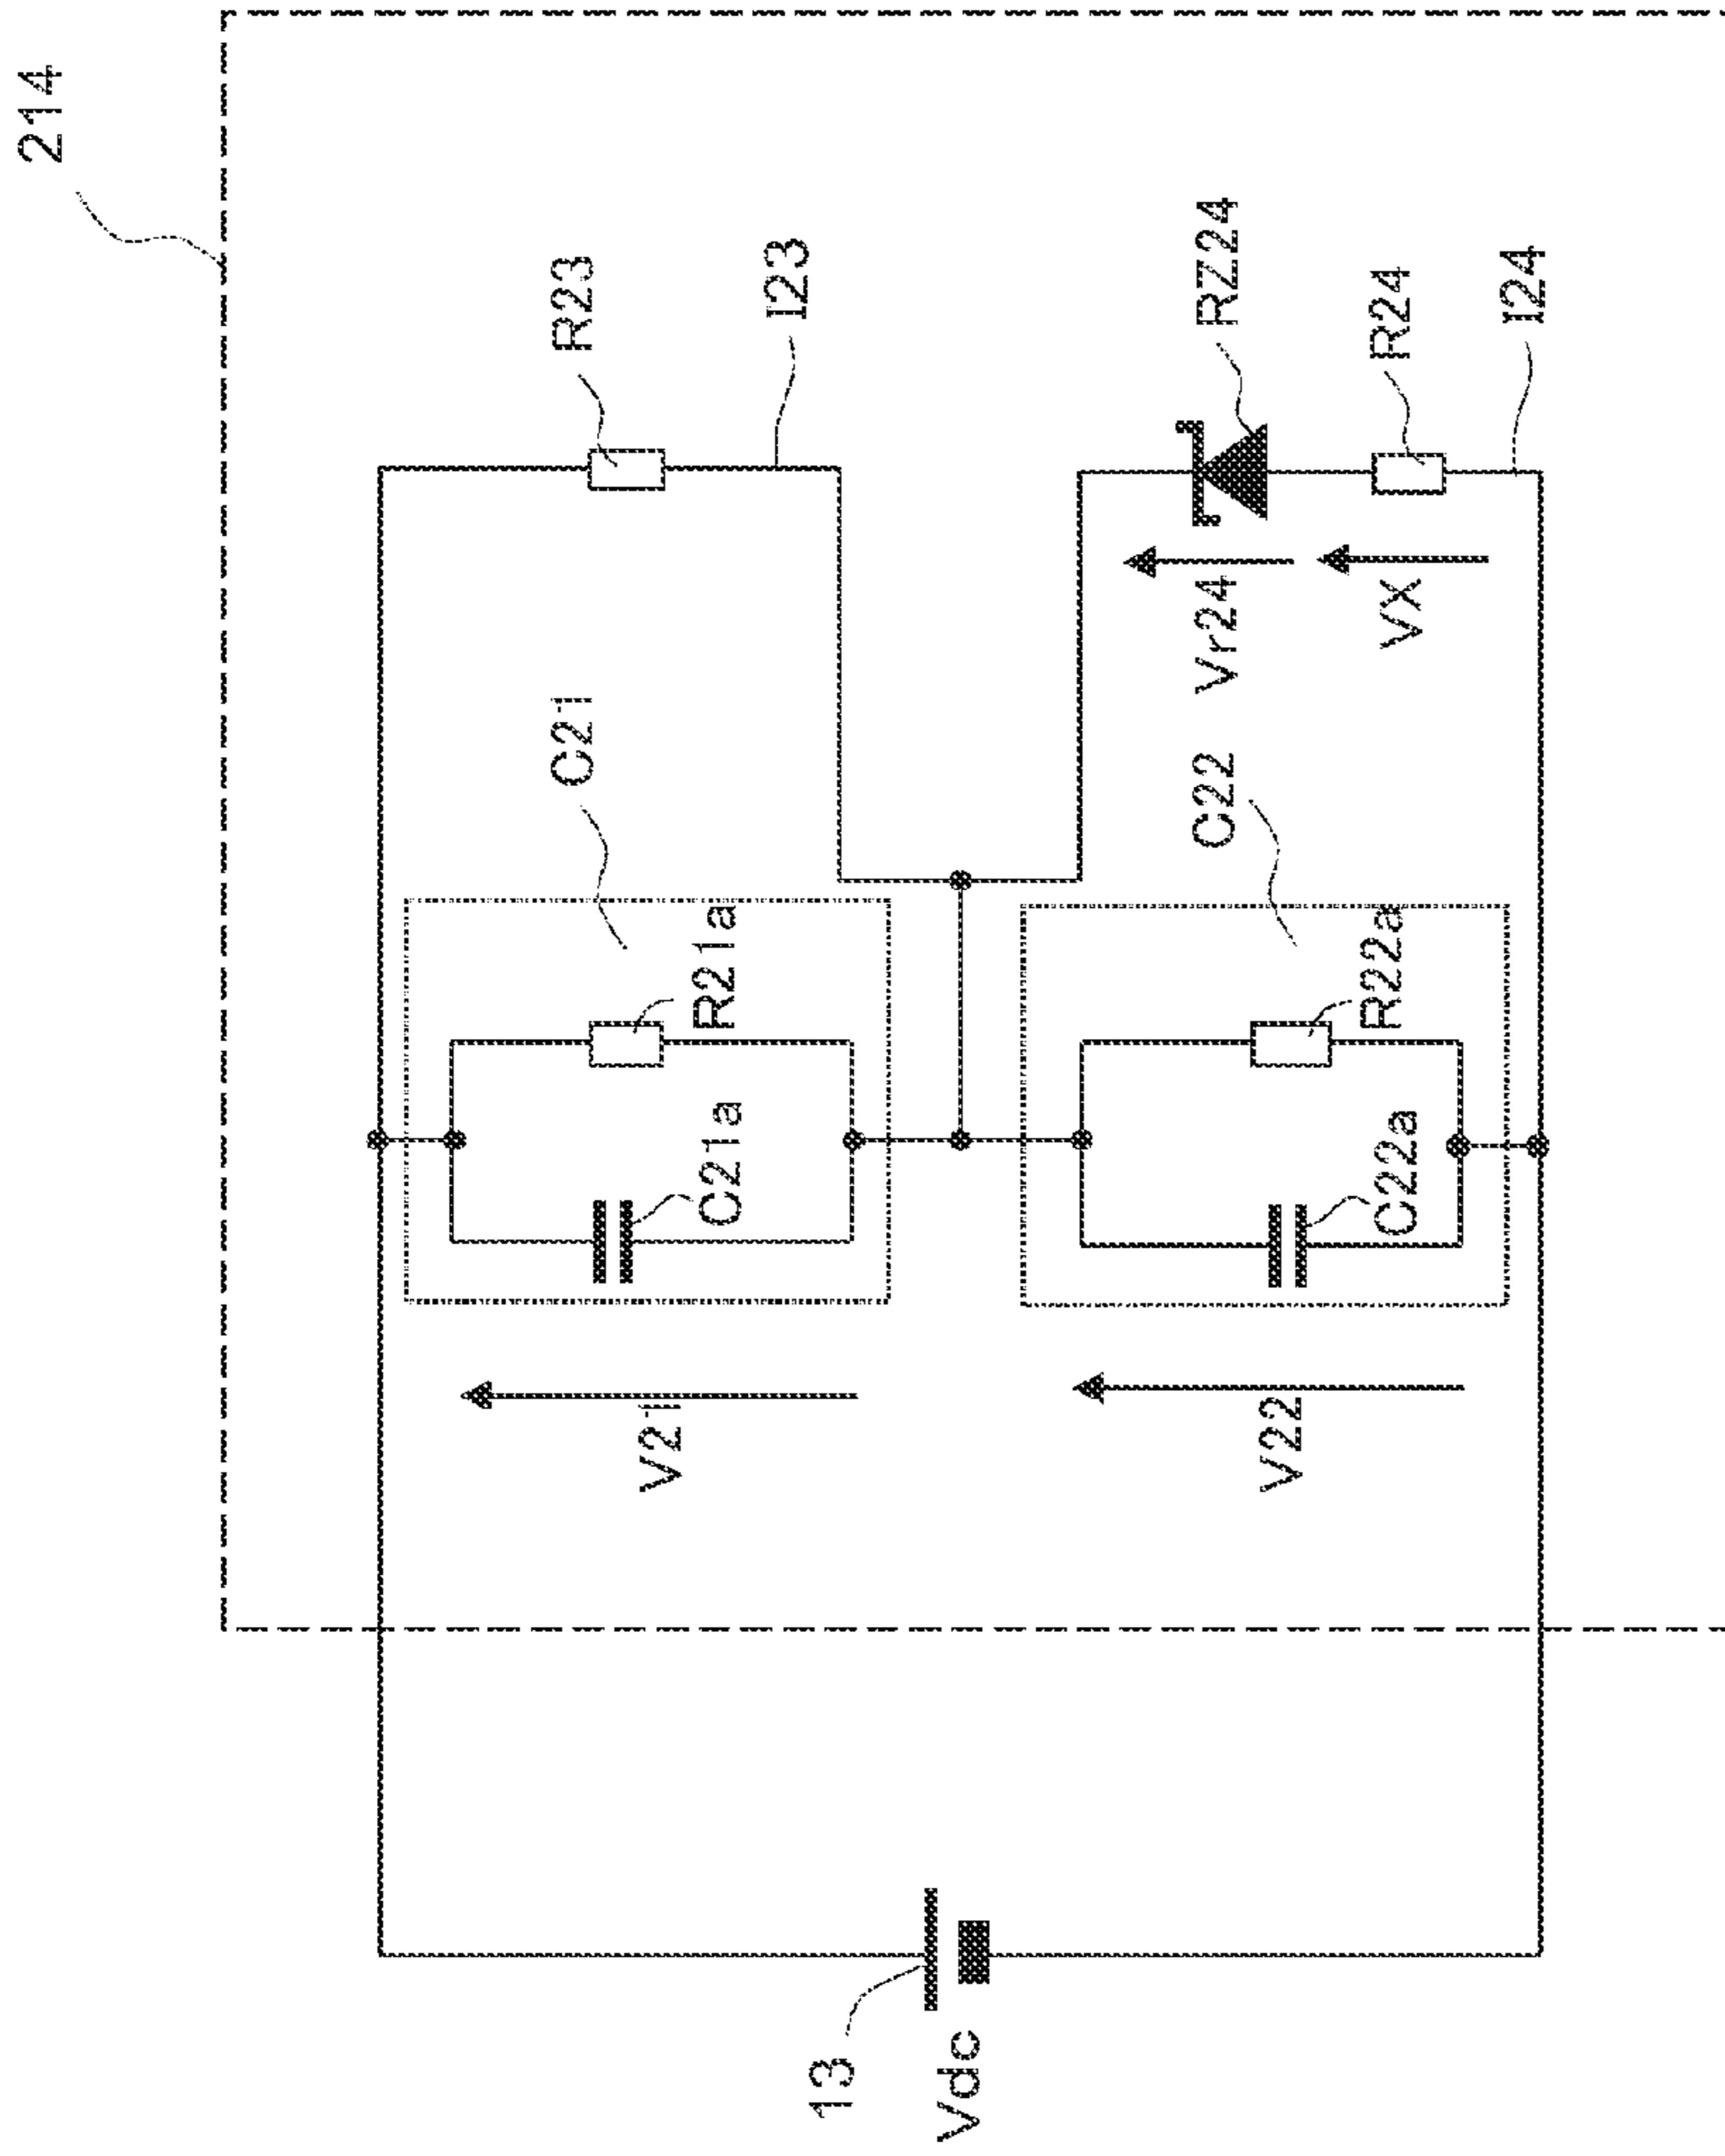 214
R23
I23
C21
R21a
C21a
V21
RZ24
R24
I24
Vr24
VX
C22
R22a
C22a
V22
13
Vdc